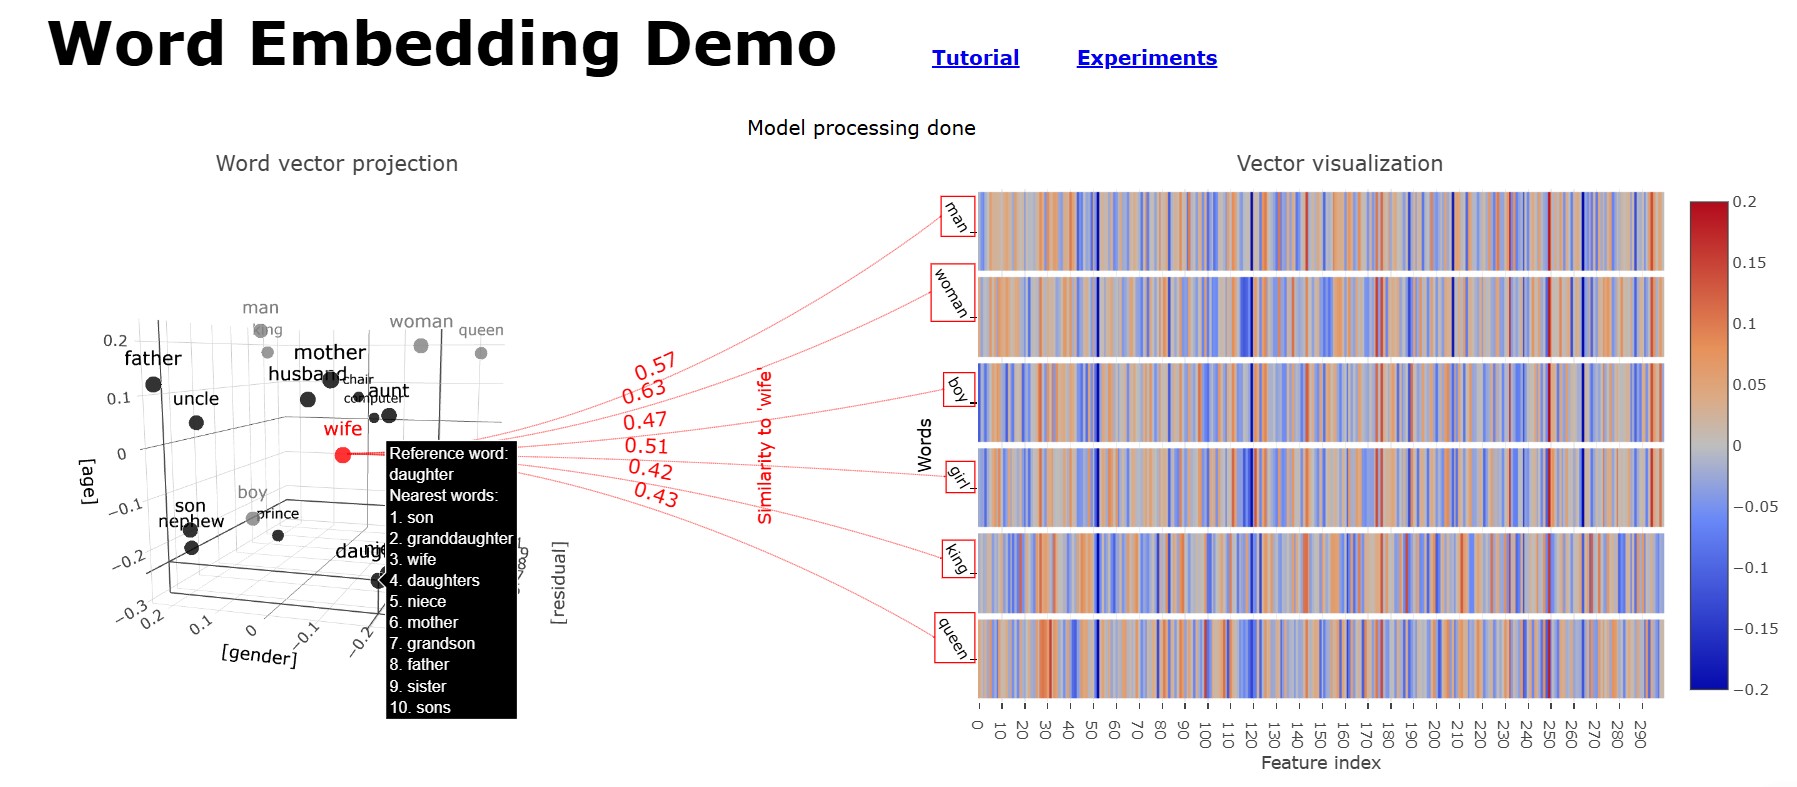 Word Embedding Demo
Tutorial
Experiments
Model processing done
Word vector projection
Vector visualization
man
king
woman
queen
0.2
father
mother
husband
chair
0.1
uncle
computer
aunt
wife
0
[age]
-0.1
son
nephew
boy
prince
-0.2
-0.3
0.2
0.1
0
-0.1
-0.2
[gender]
[residual]
Reference word:
daughter
Nearest words:
1. son
2. granddaughter
3. wife
4. daughters
5. niece
6. mother
7. grandson
8. father
9. sister
10. sons
0.57
0.63
0.47
0.51
0.42
0.43
Similarity to 'wife'
Words
man
woman
boy
girl
king
queen
0
10
20
30
40
50
60
70
80
90
100
110
120
130
140
150
160
170
180
190
200
210
220
230
240
250
260
270
280
290
Feature index
0.2
0.15
0.1
0.05
0
−0.05
−0.1
−0.15
−0.2